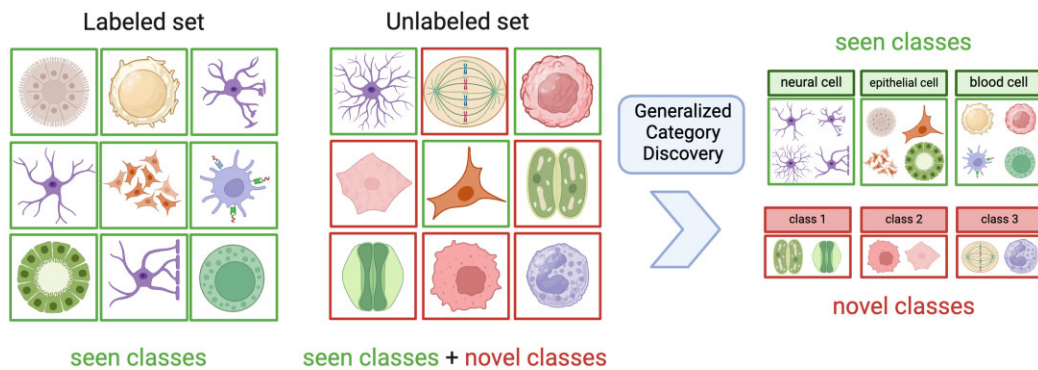 Labeled set
Unlabeled set
seen classes
neural cell
epithelial cell
blood cell
Generalized
Category
Discovery
class 1
class 2
class 3
novel classes
seen classes
seen classes + novel classes